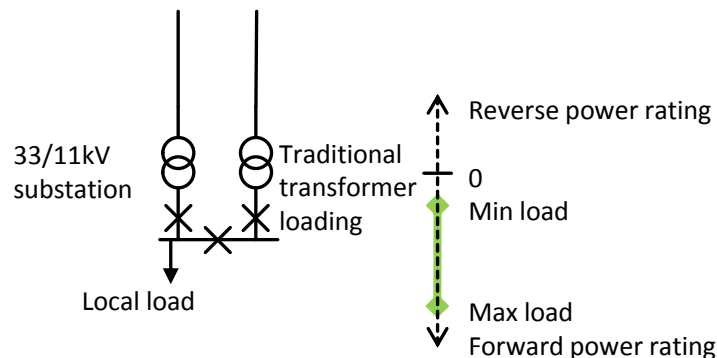 33/11kV
substation
Traditional
transformer
loading
Local load
Reverse power rating
0
Min load
Max load
Forward power rating